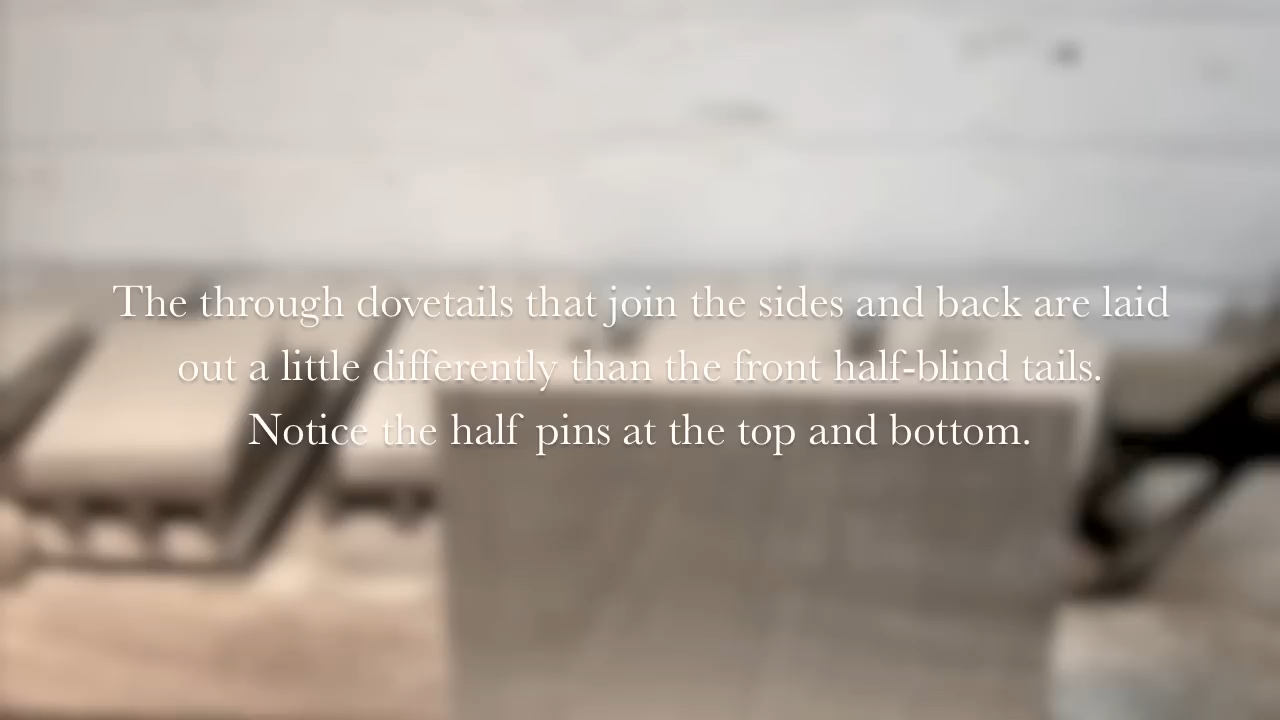 The through dovetails that join the sides and back are laid
out a little differently than the front half-blind tails.
Notice the half pins at the top and bottom.